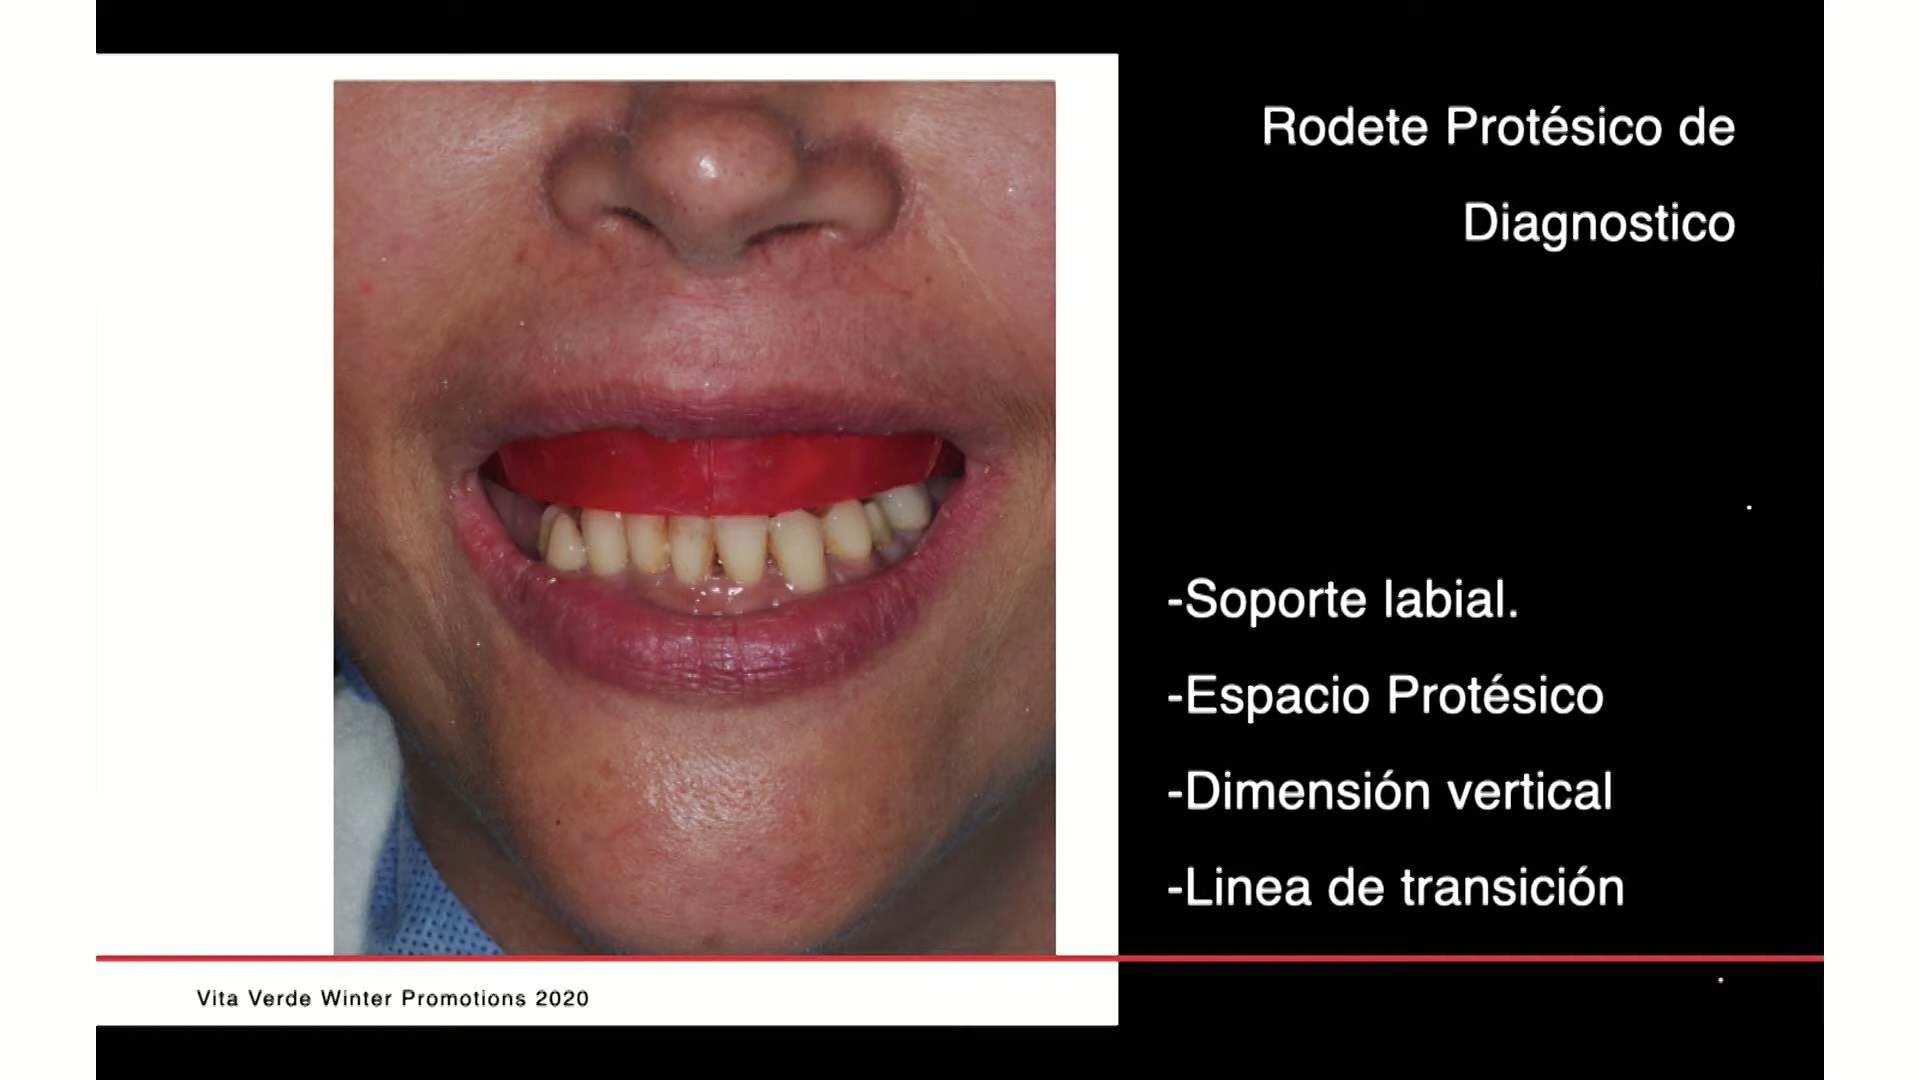 Rodete Protésico de
Diagnostico
-Soporte labial.
-Espacio Protésico
-Dimensión vertical
-Linea de transición
Vita Verde Winter Promotions 2020